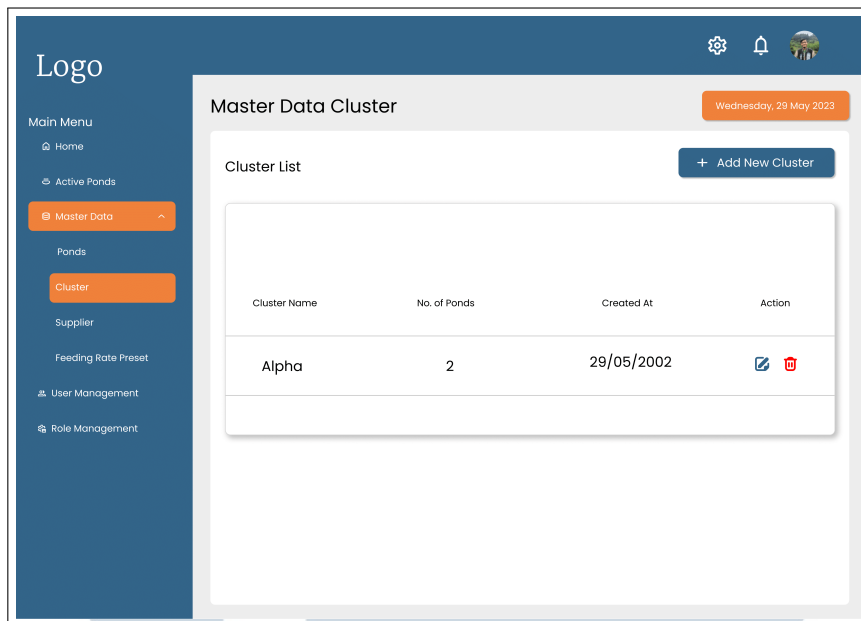 Logo
Main Menu
Home
Active Ponds
Master Data
Ponds
Cluster
Supplier
Feeding Rate Preset
User Management
Role Management
Master Data Cluster
Wednesday, 29 May 2023
Cluster List
+ Add New Cluster
Cluster Name No. of Ponds Created At Action
Alpha 2 29/05/2002